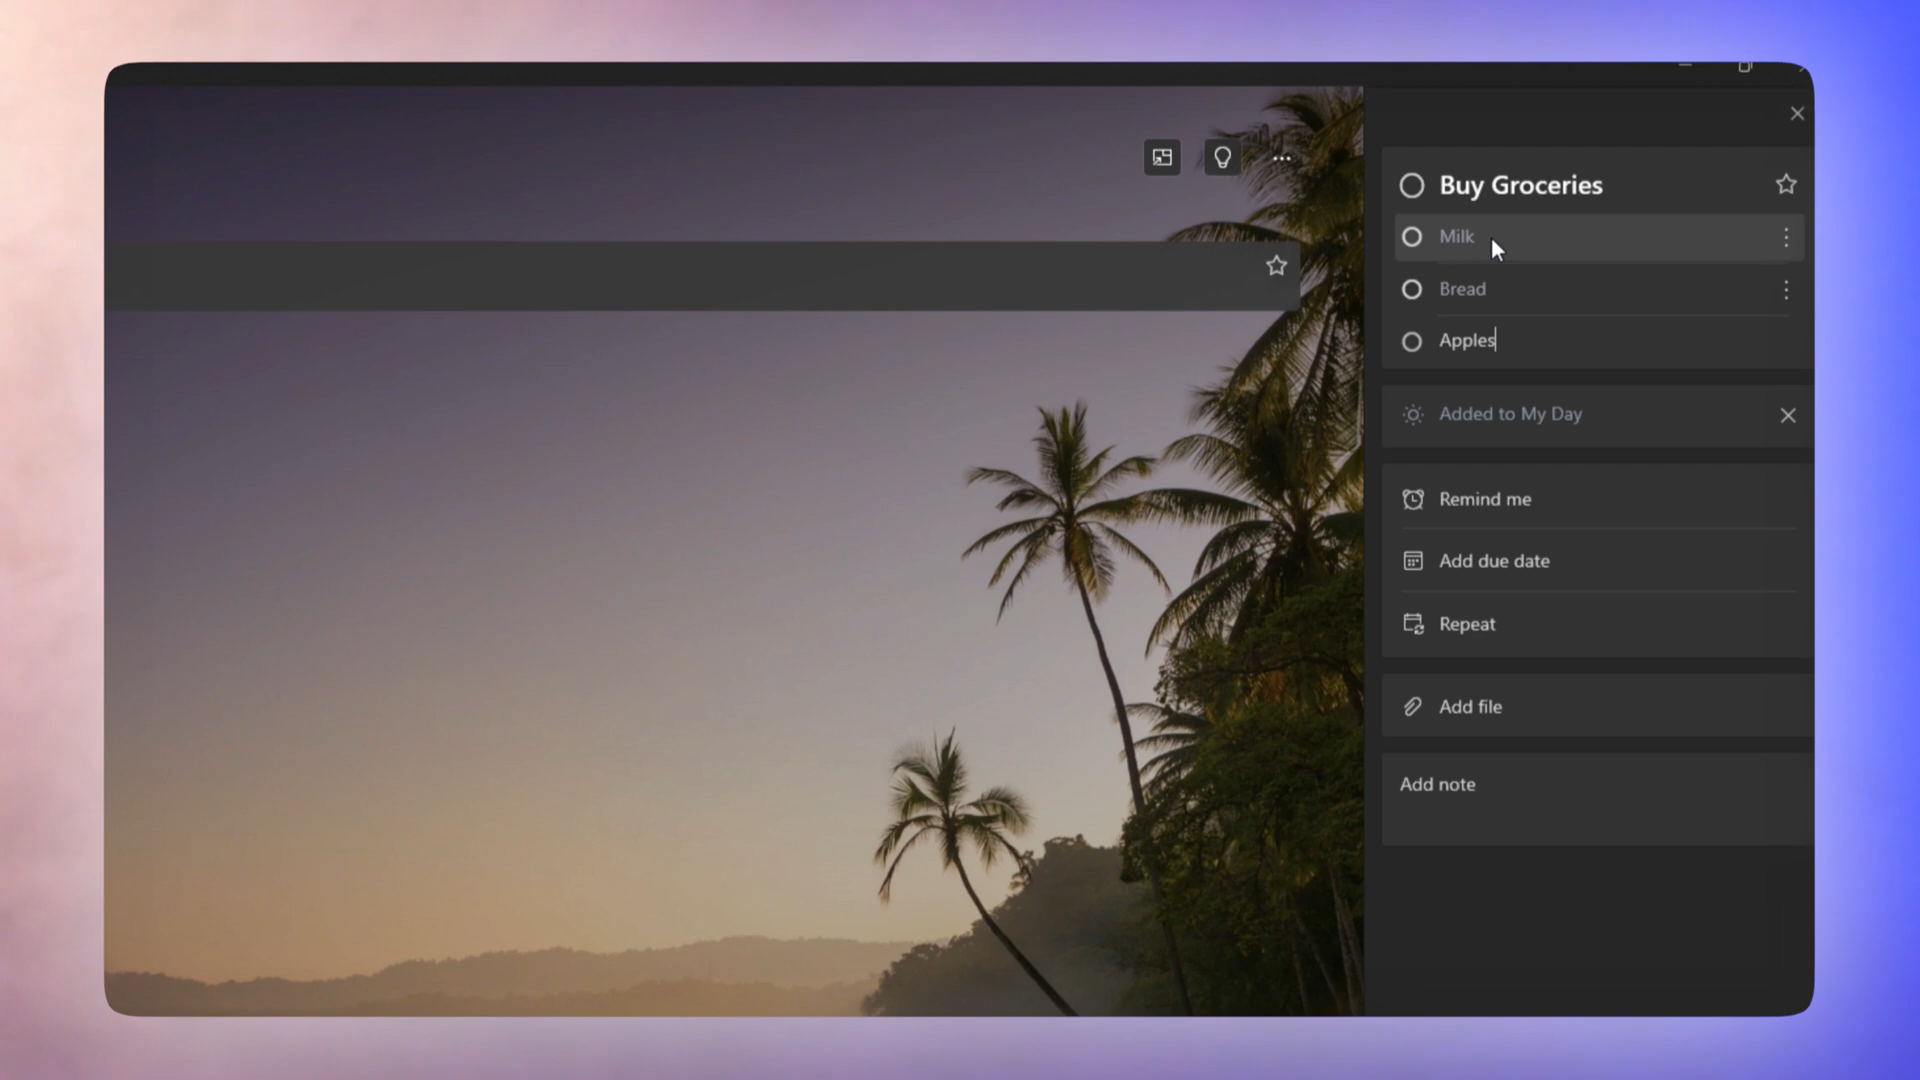 Buy Groceries
Milk
Bread
Apples
Added to My Day
Remind me
Add due date
Repeat
Add file
Add note